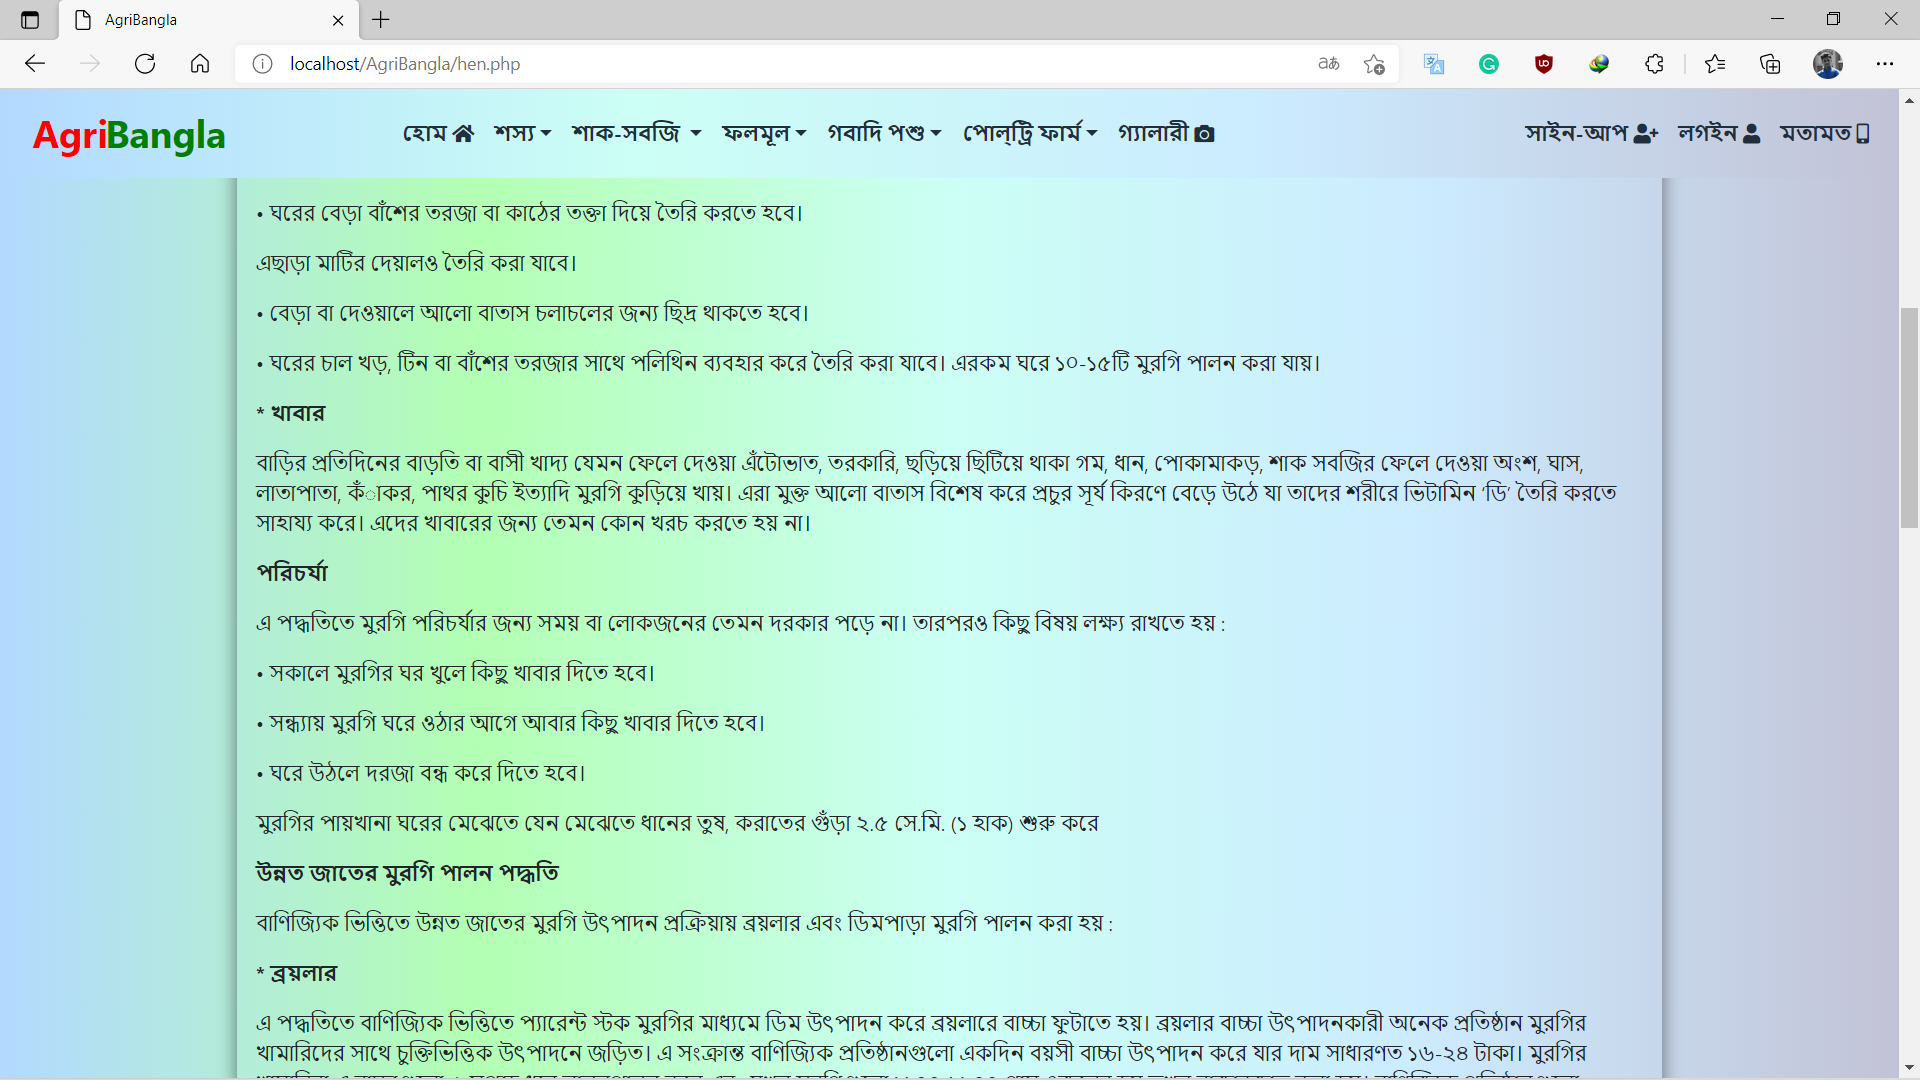 AgriBangla
localhost/AgriBangla/hen.php
AgriBangla
হোম শস্য শাক-সবজি ফলমূল গবাদি পশু পোল্ট্রি ফার্ম গ্যালারী সাইন-আপ লগইন মতামত
• ঘরের বেড়া বাঁশের তরজা বা কাঠের তক্তা দিয়ে তৈরি করতে হবে।
এছাড়া মাটির দেয়ালও তৈরি করা যাবে।
• বেড়া বা দেওয়ালে আলো বাতাস চলাচলের জন্য ছিদ্র থাকতে হবে।
• ঘরের চাল খড়, টিন বা বাঁশের তরজার সাথে পলিথিন ব্যবহার করে তৈরি করা যাবে। এরকম ঘরে ১০-১৫টি মুরগি পালন করা যায়।
* খাবার
বাড়ির প্রতিদিনের বাড়তি বা বাসী খাদ্য যেমন ফেলে দেওয়া এঁটোভাত, তরকারি, ছড়িয়ে ছিটিয়ে থাকা গম, ধান, পোকামাকড়, শাক সবজির ফেলে দেওয়া অংশ, ঘাস,
লাতাপাতা, কঁাকর, পাথর কুচি ইত্যাদি মুরগি কুড়িয়ে খায়। এরা মুক্ত আলো বাতাস বিশেষ করে প্রচুর সূর্য কিরণে বেড়ে উঠে যা তাদের শরীরে ভিটামিন ‘ডি’ তৈরি করতে
সাহায্য করে। এদের খাবারের জন্য তেমন কোন খরচ করতে হয় না।
পরিচর্যা
এ পদ্ধতিতে মুরগি পরিচর্যার জন্য সময় বা লোকজনের তেমন দরকার পড়ে না। তারপরও কিছু বিষয় লক্ষ্য রাখতে হয় :
• সকালে মুরগির ঘর খুলে কিছু খাবার দিতে হবে।
• সন্ধ্যায় মুরগি ঘরে ওঠার আগে আবার কিছু খাবার দিতে হবে।
• ঘরে উঠলে দরজা বন্ধ করে দিতে হবে।
মুরগির পায়খানা ঘরের মেঝেতে যেন মেঝেতে ধানের তুষ, করাতের গুঁড়া ২.৫ সে.মি. (১ হাক) শুরু করে
উন্নত জাতের মুরগি পালন পদ্ধতি
বাণিজ্যিক ভিত্তিতে উন্নত জাতের মুরগি উৎপাদন প্রক্রিয়ায় ব্রয়লার এবং ডিমপাড়া মুরগি পালন করা হয় :
* ব্রয়লার
এ পদ্ধতিতে বাণিজ্যিক ভিত্তিতে প্যারেন্ট স্টক মুরগির মাধ্যমে ডিম উৎপাদন করে ব্রয়লারে বাচ্চা ফুটাতে হয়। ব্রয়লার বাচ্চা উৎপাদনকারী অনেক প্রতিষ্ঠান মুরগির
খামারিদের সাথে চুক্তিভিত্তিক উৎপাদনে জড়িত। এ সংক্রান্ত বাণিজ্যিক প্রতিষ্ঠানগুলো একদিন বয়সী বাচ্চা উৎপাদন করে যার দাম সাধারণত ১৬-২৪ টাকা। মুরগির